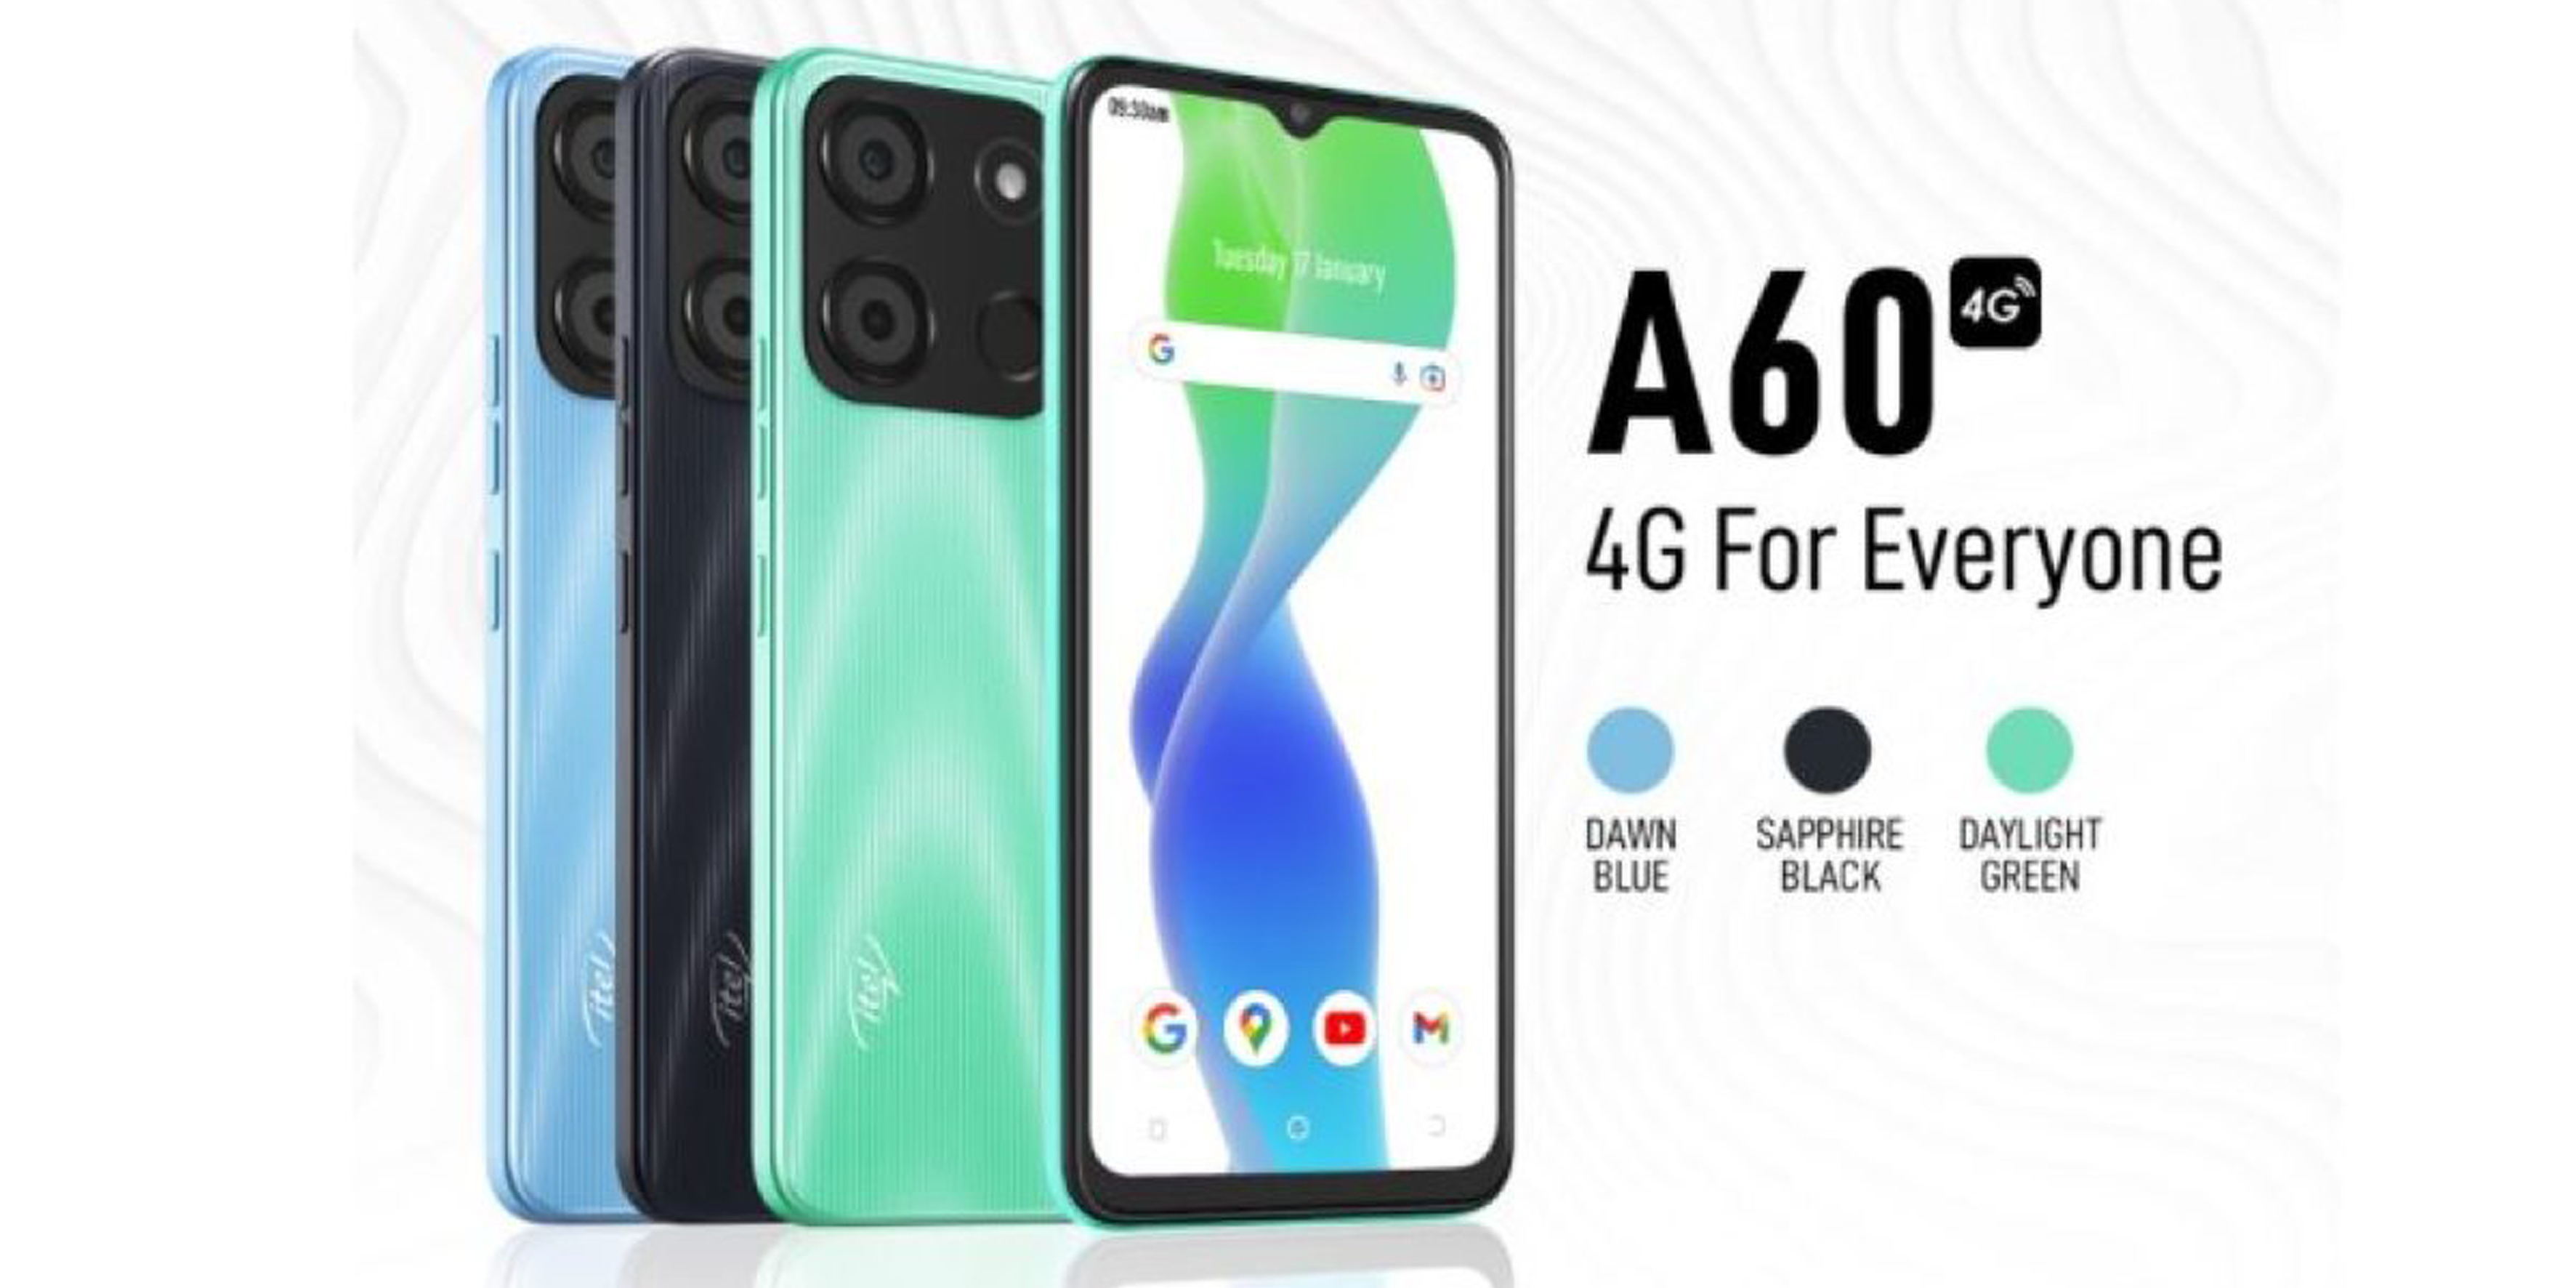 09:30am
Tuesday 17 January
itel
itel
itel
A60 4G
4G For Everyone
DAWN
BLUE
SAPPHIRE
BLACK
DAYLIGHT
GREEN